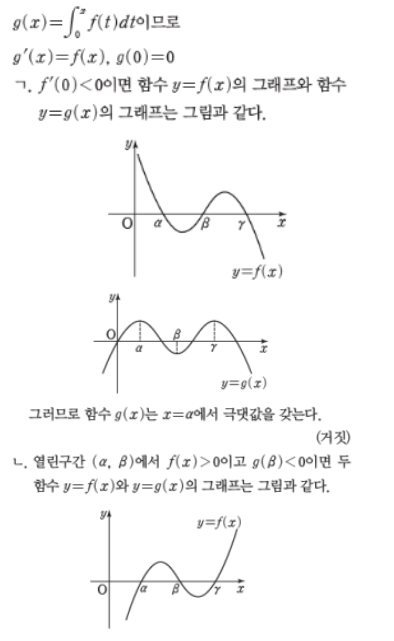 g(x)=∫₀ˣ f(t)dt이므로
g′(x)=f(x), g(0)=0
ㄱ. f′(0)<0이면 함수 y=f(x)의 그래프와 함수
y=g(x)의 그래프는 그림과 같다.
y
O α β γ x
y=f(x)
y
O β
α γ x
y=g(x)
그러므로 함수 g(x)는 x=α에서 극댓값을 갖는다.
(거짓)
ㄴ. 열린구간 (α, β)에서 f(x)>0이고 g(β)<0이면 두
함수 y=f(x)와 y=g(x)의 그래프는 그림과 같다.
y
y=f(x)
O α β γ x